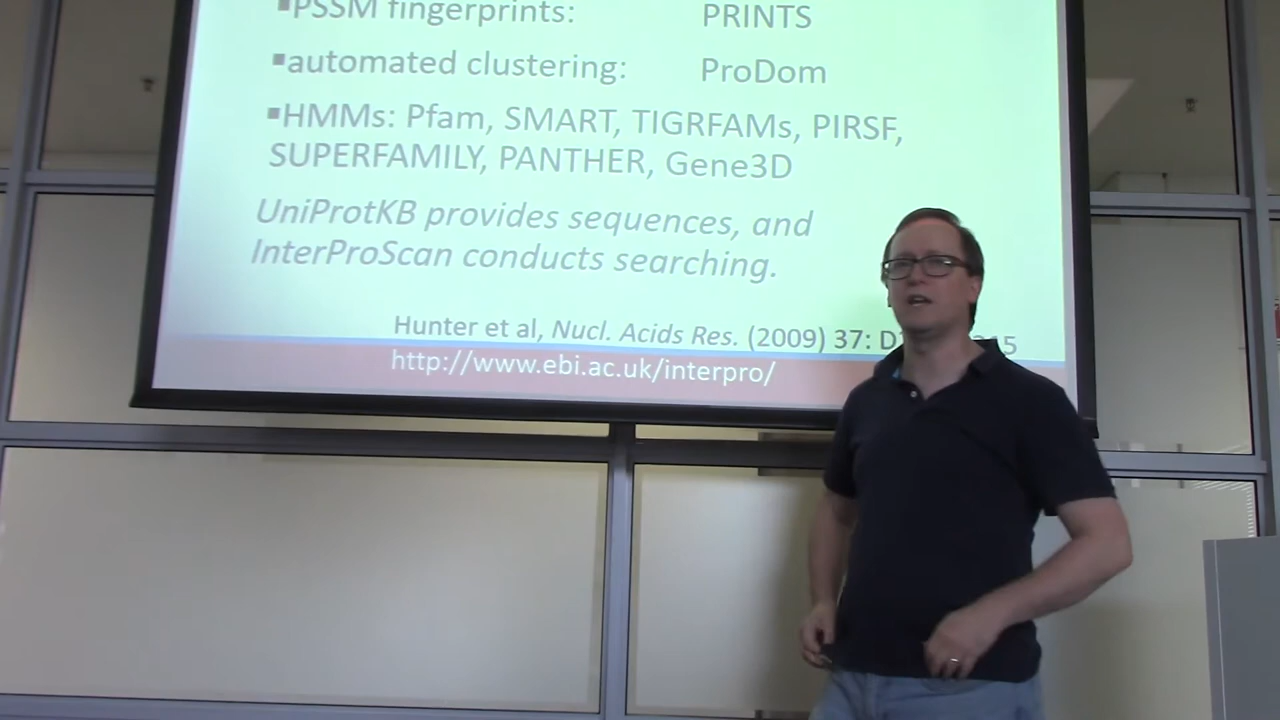 ▪PSSM fingerprints: PRINTS
▪automated clustering: ProDom
▪HMMs: Pfam, SMART, TIGRFAMs, PIRSF,
SUPERFAMILY, PANTHER, Gene3D
UniProtKB provides sequences, and
InterProScan conducts searching.
Hunter et al, Nucl. Acids Res. (2009) 37:
http://www.ebi.ac.uk/interpro/